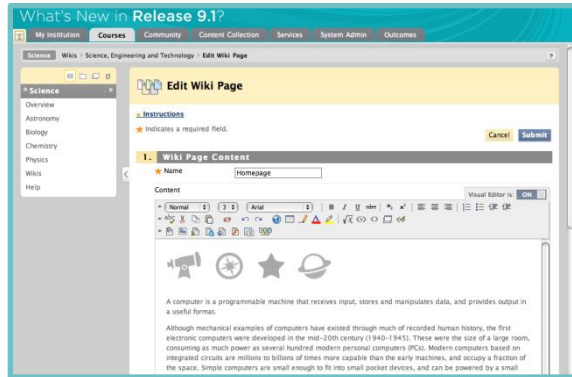 What's New in Release 9.1?
My Institution Courses Community Content Collection Services System Admin Outcomes
Science Wikis > Science, Engineering and Technology > Edit Wiki Page ?
Science
Overview
Astronomy
Biology
Chemistry
Physics
Wikis
Help
Edit Wiki Page
Instructions
Indicates a required field.
Cancel Submit
1. Wiki Page Content
Name Homepage
Content
Visual Editor is: ON
Normal 3 Arial B I U abc
A computer is a programmable machine that receives input, stores and manipulates data, and provides output in
a useful format.
Although mechanical examples of computers have existed through much of recorded human history, the first
electronic computers were developed in the mid-20th century (1940-1945). These were the size of a large room,
consuming as much power as several hundred modern personal computers (PCs). Modern computers based on
integrated circuits are millions to billions of times more capable than the early machines, and occupy a fraction of
the space. Simple computers are small enough to fit into small pocket devices, and can be powered by a small